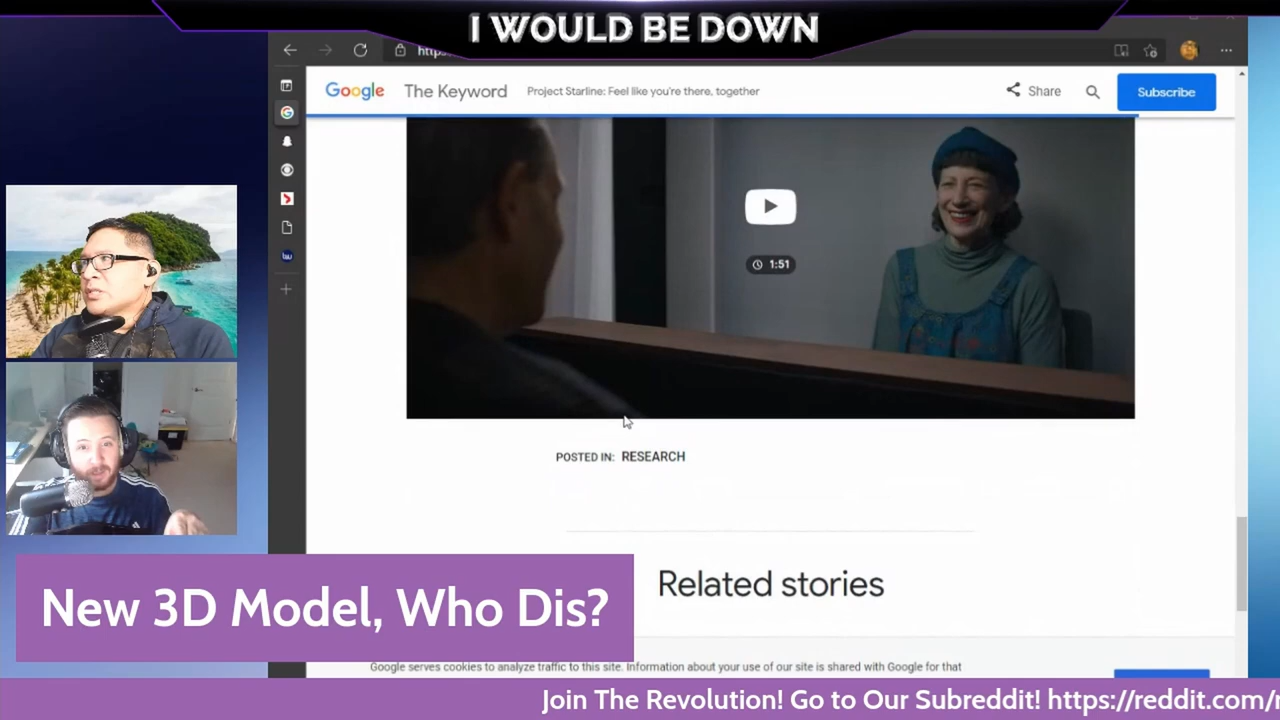 I WOULD BE DOWN
Google The Keyword Project Starline: Feel like you're there, together Share Subscribe
1:51
POSTED IN: RESEARCH
Related stories
New 3D Model, Who Dis?
Google serves cookies to analyze traffic to this site. Information about your use of our site is shared with Google for that
Join The Revolution! Go to Our Subreddit! https://reddit.com/r